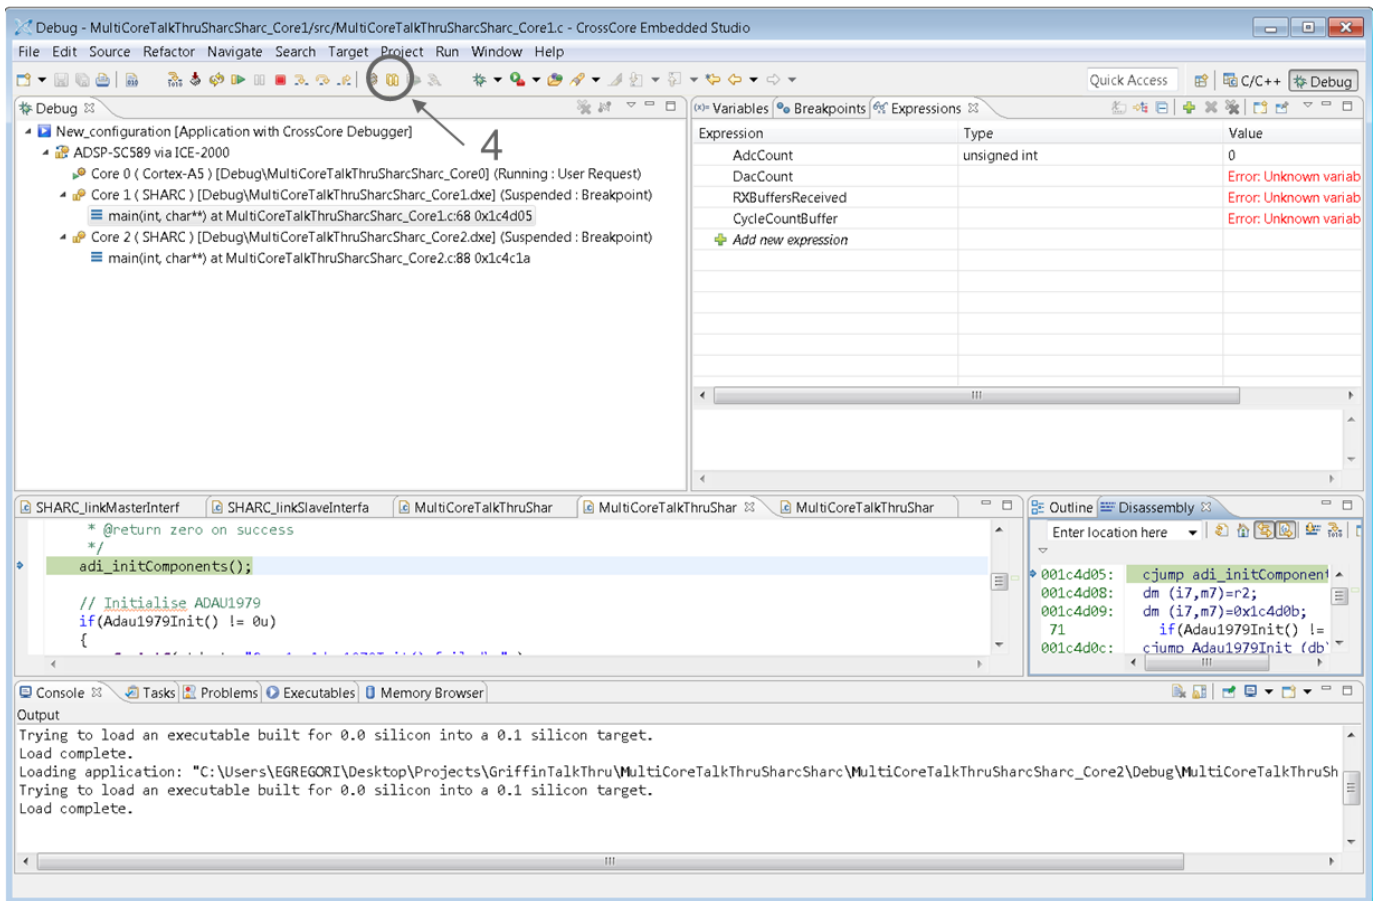 Debug - MultiCoreTalkThruSharcSharc_Core1/src/MultiCoreTalkThruSharcSharc_Core1.c - CrossCore Embedded Studio
File Edit Source Refactor Navigate Search Target Project Run Window Help
Quick Access C/C++ Debug
Debug
4
New_configuration [Application with CrossCore Debugger]
ADSP-SC589 via ICE-2000
Core 0 ( Cortex-A5 ) [Debug\MultiCoreTalkThruSharcSharc_Core0] (Running : User Request)
Core 1 ( SHARC ) [Debug\MultiCoreTalkThruSharcSharc_Core1.dxe] (Suspended : Breakpoint)
main(int, char**) at MultiCoreTalkThruSharcSharc_Core1.c:68 0x1c4d05
Core 2 ( SHARC ) [Debug\MultiCoreTalkThruSharcSharc_Core2.dxe] (Suspended : Breakpoint)
main(int, char**) at MultiCoreTalkThruSharcSharc_Core2.c:88 0x1c4c1a
(x)= Variables Breakpoints Expressions
Expression Type Value
AdcCount unsigned int 0
DacCount Error: Unknown variab
RXBuffersReceived Error: Unknown variab
CycleCountBuffer Error: Unknown variab
Add new expression
SHARC_linkMasterInterf SHARC_linkSlaveInterfa MultiCoreTalkThruShar MultiCoreTalkThruShar MultiCoreTalkThruShar
* @return zero on success
*/
adi_initComponents();
// Initialise ADAU1979
if(Adau1979Init() != 0u)
{
Outline Disassembly
Enter location here
001c4d05: cjump adi_initComponent
001c4d08: dm (i7,m7)=r2;
001c4d09: dm (i7,m7)=0x1c4d0b;
71 if(Adau1979Init() !=
001c4d0c: cjump Adau1979Init (db)
Console Tasks Problems Executables Memory Browser
Output
Trying to load an executable built for 0.0 silicon into a 0.1 silicon target.
Load complete.
Loading application: "C:\Users\EGREGORI\Desktop\Projects\GriffinTalkThru\MultiCoreTalkThruSharcSharc\MultiCoreTalkThruSharcSharc_Core2\Debug\MultiCoreTalkThruSh
Trying to load an executable built for 0.0 silicon into a 0.1 silicon target.
Load complete.